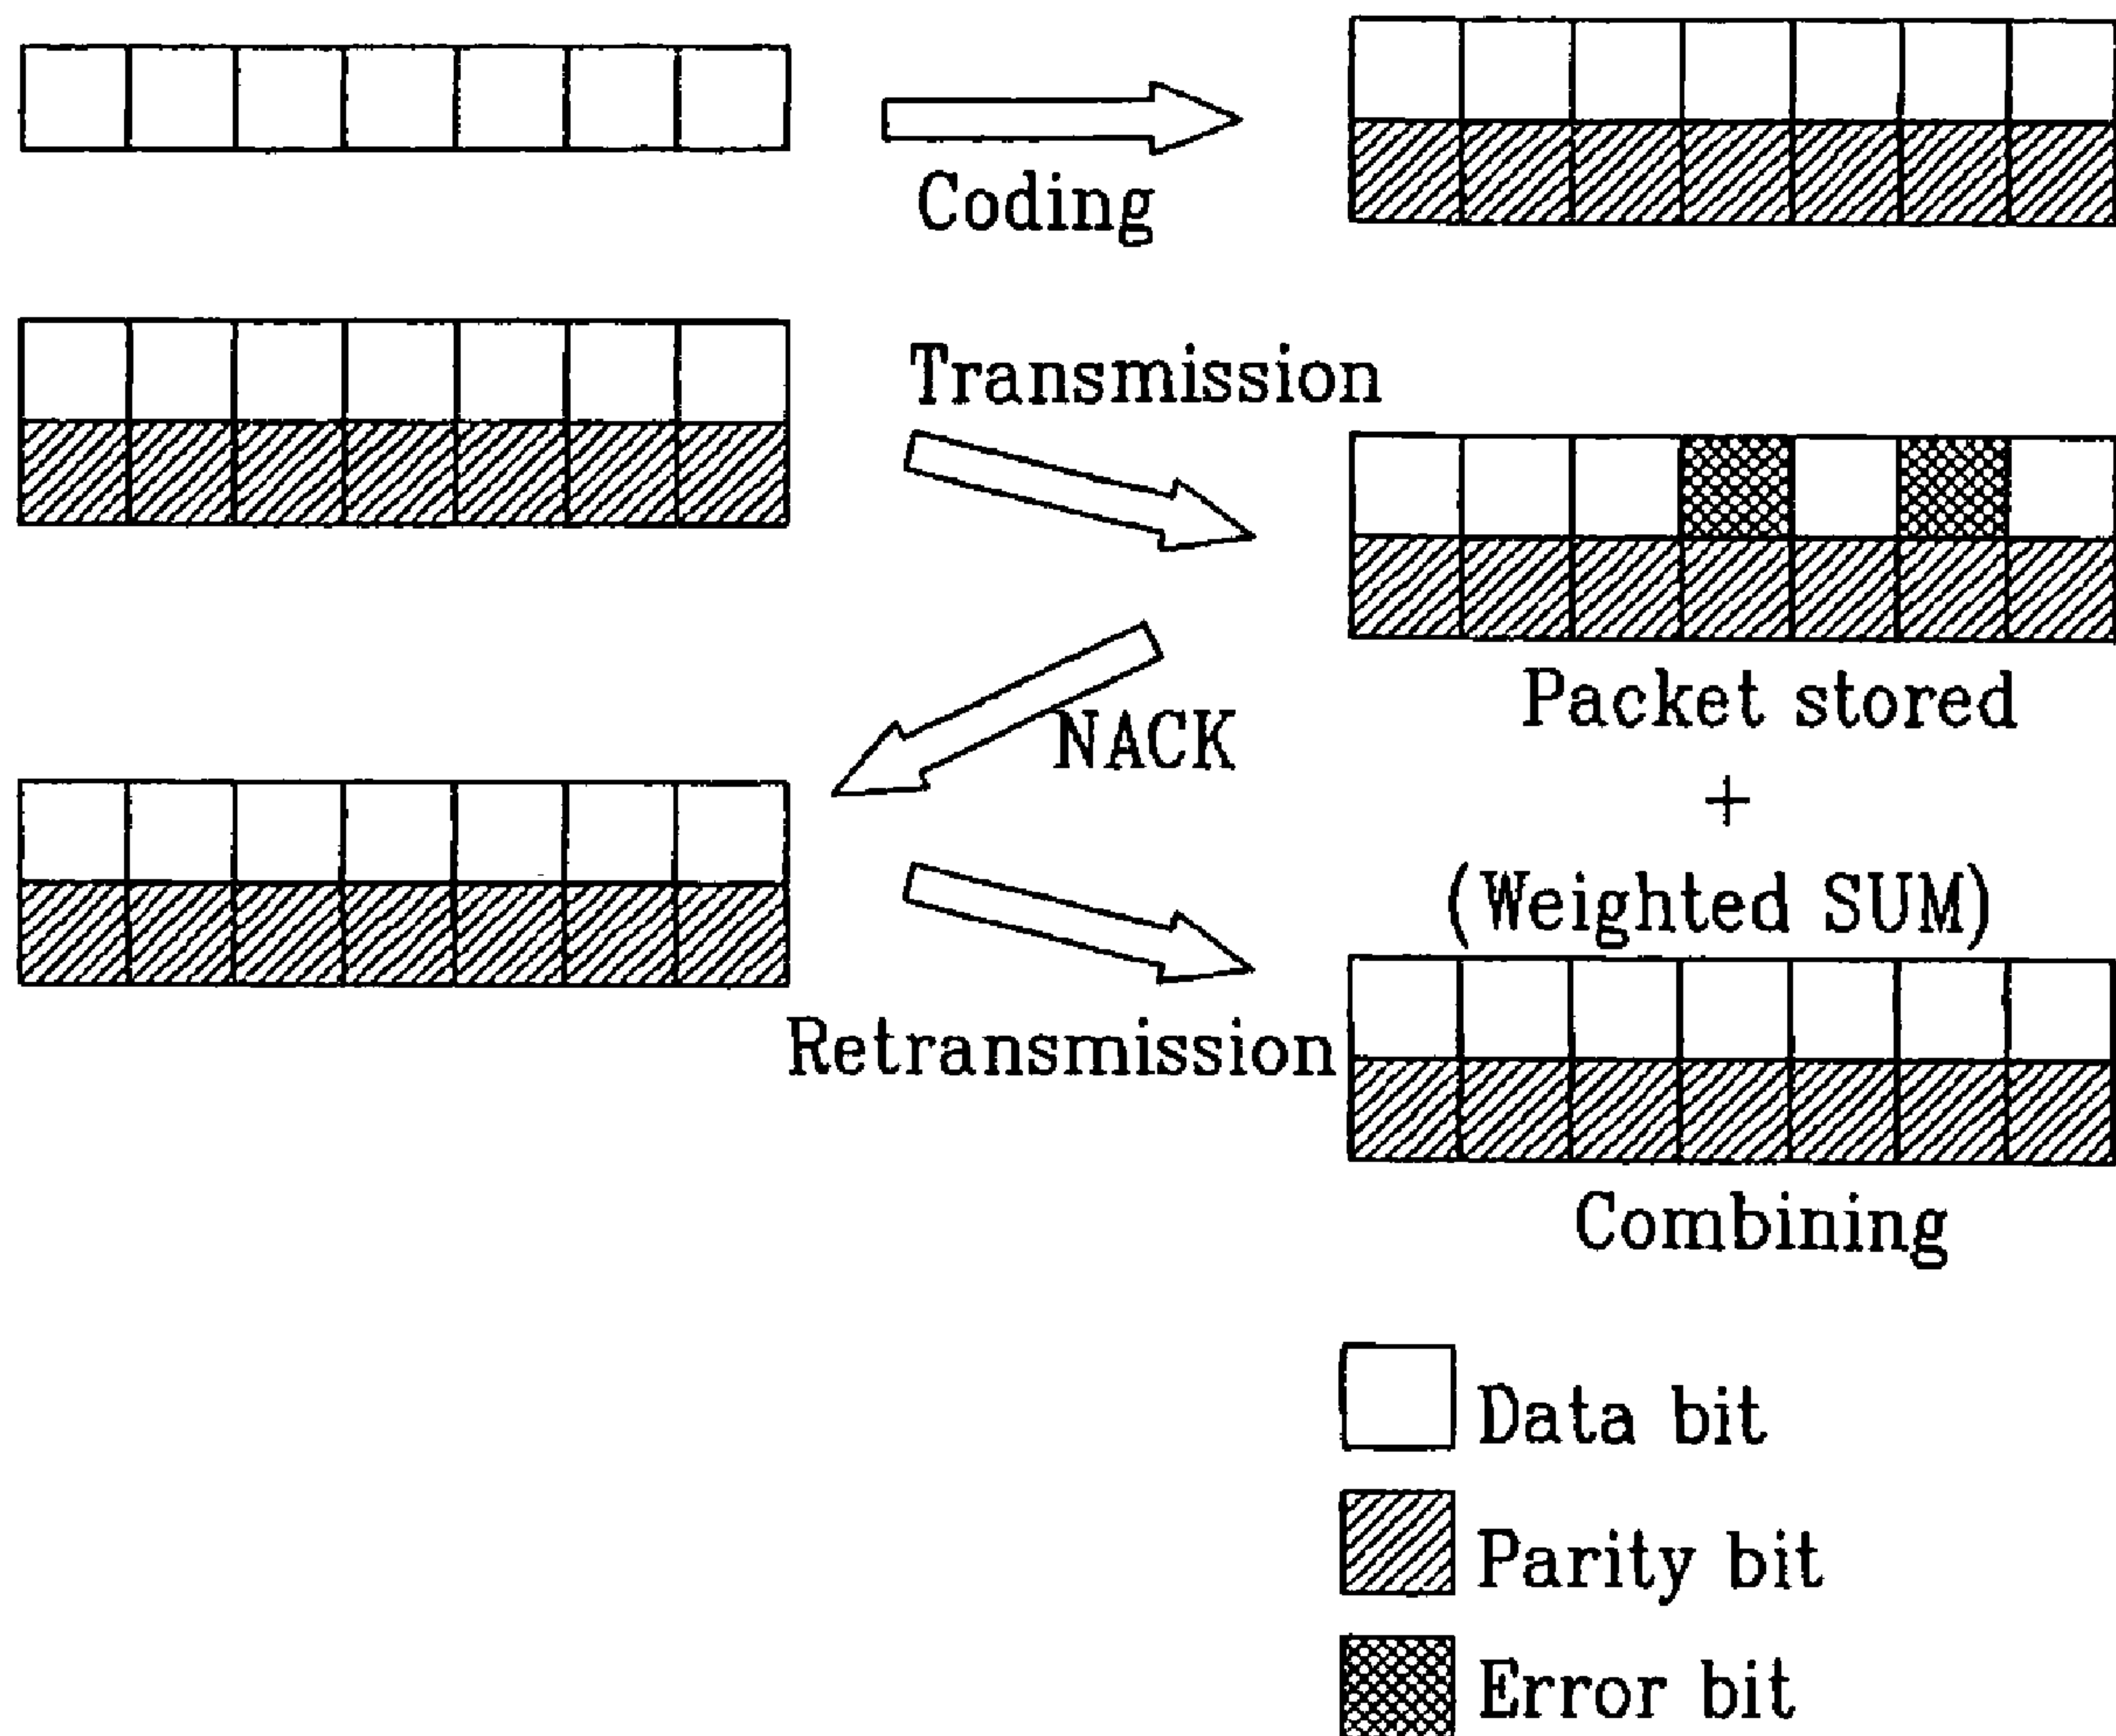 Coding
Transmission
Packet stored
NACK
+
(Weighted SUM)
Retransmission
Combining
Data bit
Parity bit
Error bit